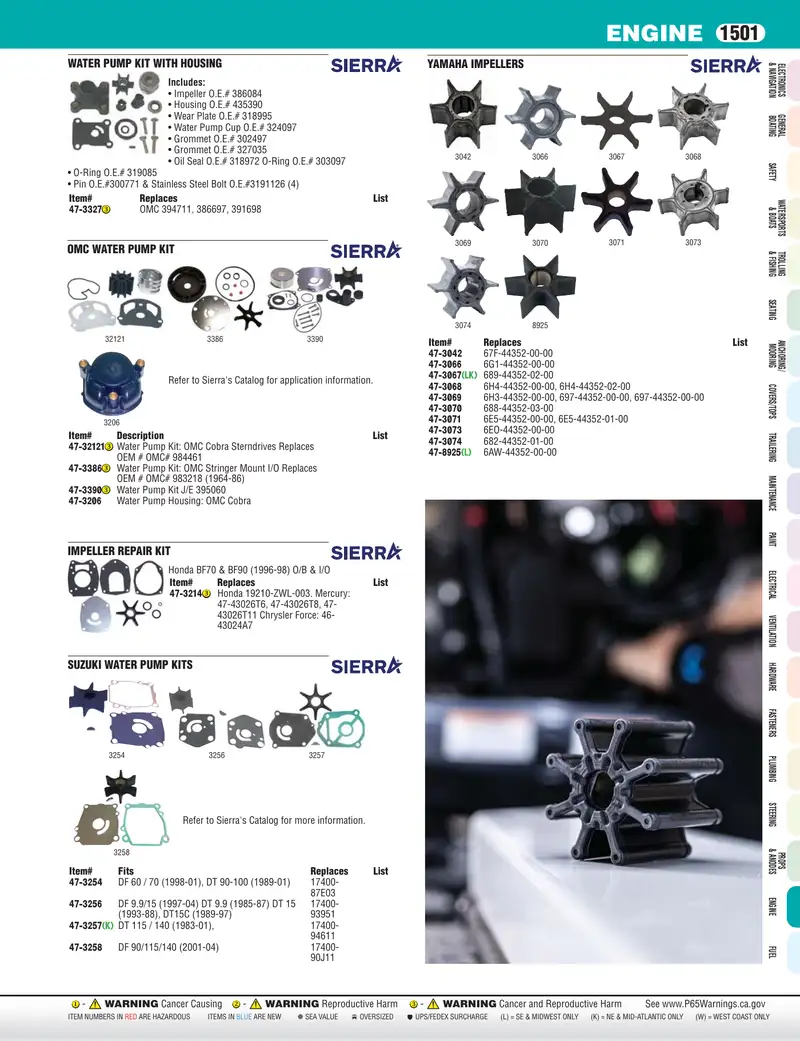 ENGINE 1501
WATER PUMP KIT WITH HOUSING
SIERRA
Includes:
• Impeller O.E.# 386084
• Housing O.E.# 435390
• Wear Plate O.E.# 318995
• Water Pump Cup O.E.# 324097
• Grommet O.E.# 302497
• Grommet O.E.# 327035
• Oil Seal O.E.# 318972 O-Ring O.E.# 303097
• O-Ring O.E.# 319085
• Pin O.E.#300771 & Stainless Steel Bolt O.E.#3191126 (4)
Item# Replaces List
47-3327 3 OMC 394711, 386697, 391698
OMC WATER PUMP KIT
SIERRA
32121 3386 3390
Refer to Sierra's Catalog for application information.
3206
Item# Description List
47-32121 3 Water Pump Kit: OMC Cobra Sterndrives Replaces
OEM # OMC# 984461
47-3386 3 Water Pump Kit: OMC Stringer Mount I/O Replaces
OEM # OMC# 983218 (1964-86)
47-3390 3 Water Pump Kit J/E 395060
47-3206 Water Pump Housing: OMC Cobra
IMPELLER REPAIR KIT
SIERRA
Honda BF70 & BF90 (1996-98) O/B & I/O
Item# Replaces List
47-3214 3 Honda 19210-ZWL-003. Mercury:
47-43026T6, 47-43026T8, 47-
43026T11 Chrysler Force: 46-
43024A7
SUZUKI WATER PUMP KITS
SIERRA
3254 3256 3257
Refer to Sierra's Catalog for more information.
3258
Item# Fits Replaces List
47-3254 DF 60 / 70 (1998-01), DT 90-100 (1989-01) 17400-
87E03
47-3256 DF 9.9/15 (1997-04) DT 9.9 (1985-87) DT 15 17400-
(1993-88), DT15C (1989-97) 93951
47-3257(K) DT 115 / 140 (1983-01), 17400-
94611
47-3258 DF 90/115/140 (2001-04) 17400-
90J11
YAMAHA IMPELLERS
SIERRA
3042 3066 3067 3068
3069 3070 3071 3073
3074 8925
Item# Replaces List
47-3042 67F-44352-00-00
47-3066 6G1-44352-00-00
47-3067(LK) 689-44352-02-00
47-3068 6H4-44352-00-00, 6H4-44352-02-00
47-3069 6H3-44352-00-00, 697-44352-00-00, 697-44352-00-00
47-3070 688-44352-03-00
47-3071 6E5-44352-00-00, 6E5-44352-01-00
47-3073 6EO-44352-00-00
47-3074 682-44352-01-00
47-8925(L) 6AW-44352-00-00
ELECTRONICS
& NAVIGATION
GENERAL
BOATING
SAFETY
WATERSPORTS
& BOATS
TROLLING
& FISHING
SEATING
ANCHORING/
MOORING
COVERS/TOPS
TRAILERING
MAINTENANCE
PAINT
ELECTRICAL
VENTILATION
HARDWARE
FASTENERS
PLUMBING
STEERING
PROPS
& ANODES
ENGINE
FUEL
1 - WARNING Cancer Causing 2 - WARNING Reproductive Harm 3 - WARNING Cancer and Reproductive Harm See www.P65Warnings.ca.gov
ITEM NUMBERS IN RED ARE HAZARDOUS ITEMS IN BLUE ARE NEW SEA VALUE OVERSIZED UPS/FEDEX SURCHARGE (L) = SE & MIDWEST ONLY (K) = NE & MID-ATLANTIC ONLY (W) = WEST COAST ONLY